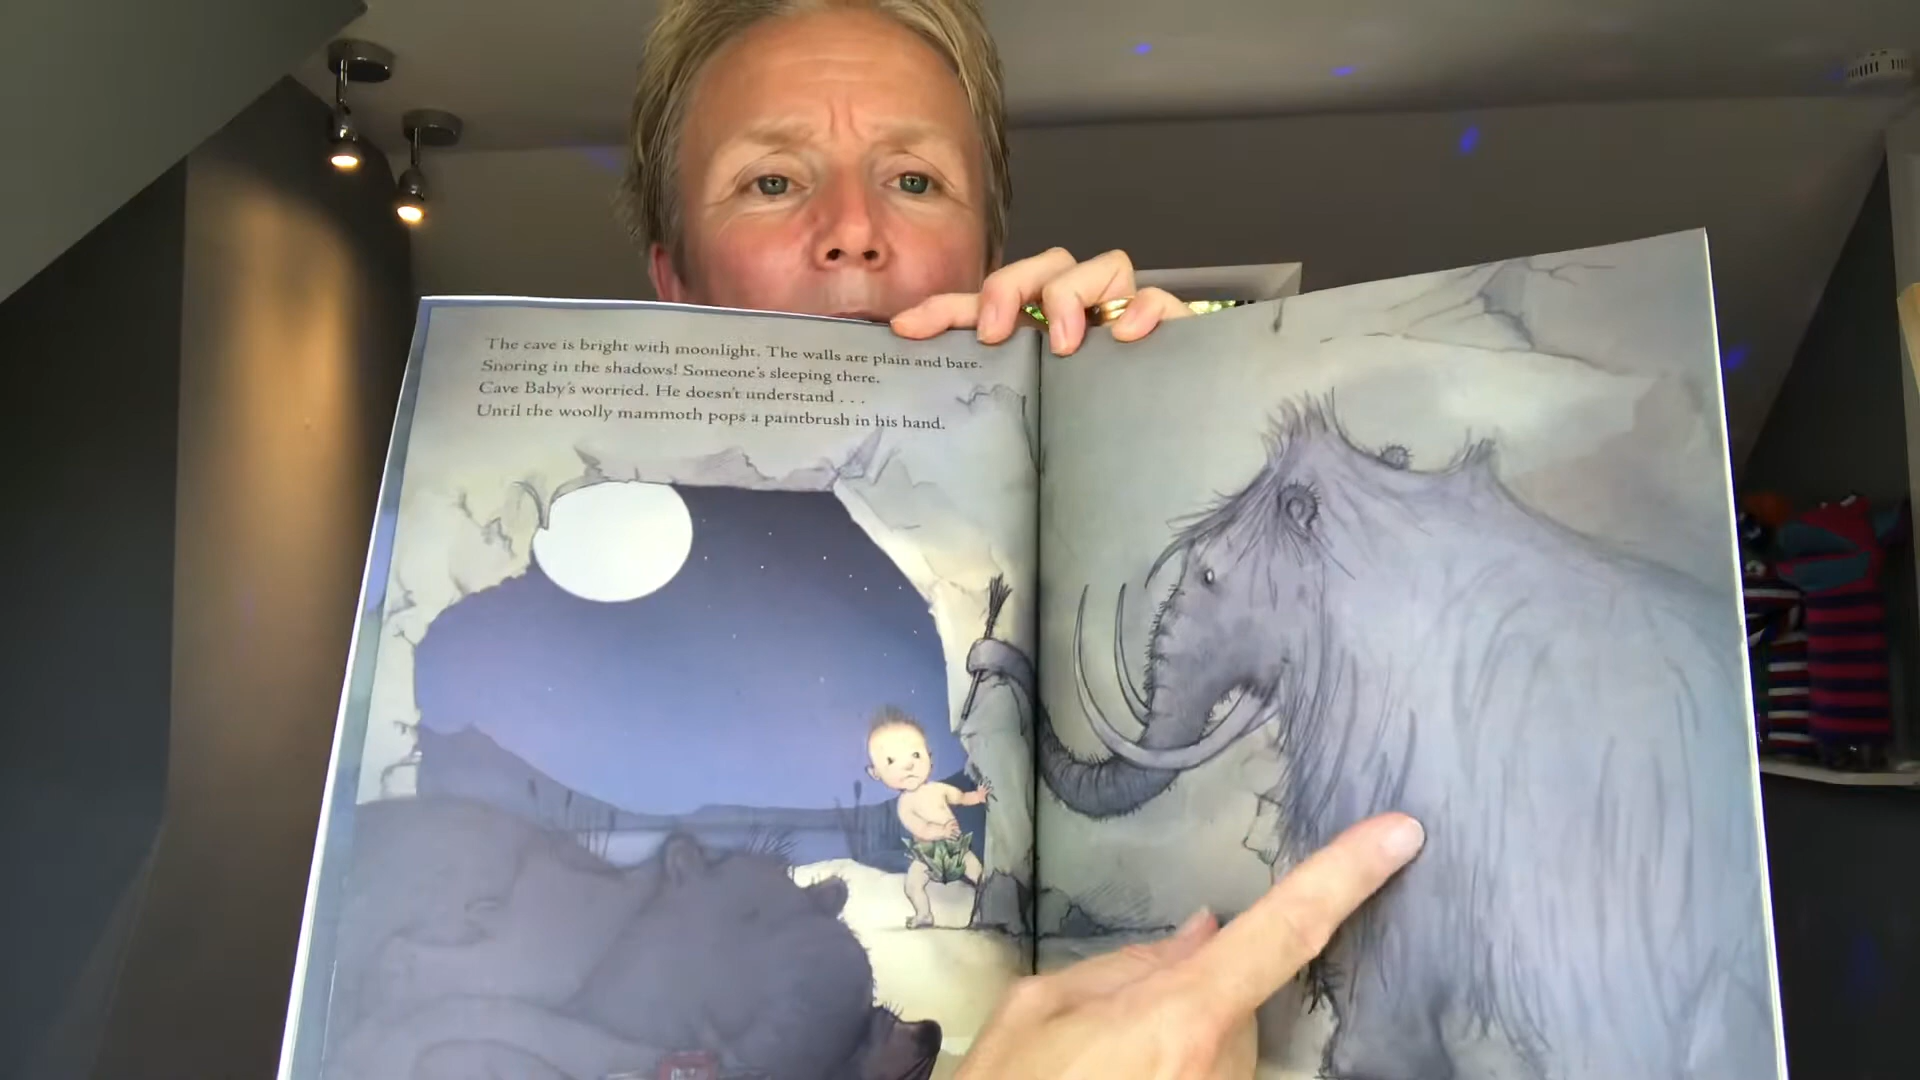 The cave is bright with moonlight. The walls are plain and bare.
Snoring in the shadows! Someone's sleeping there.
Cave Baby's worried. He doesn't understand . . .
Until the woolly mammoth pops a paintbrush in his hand.